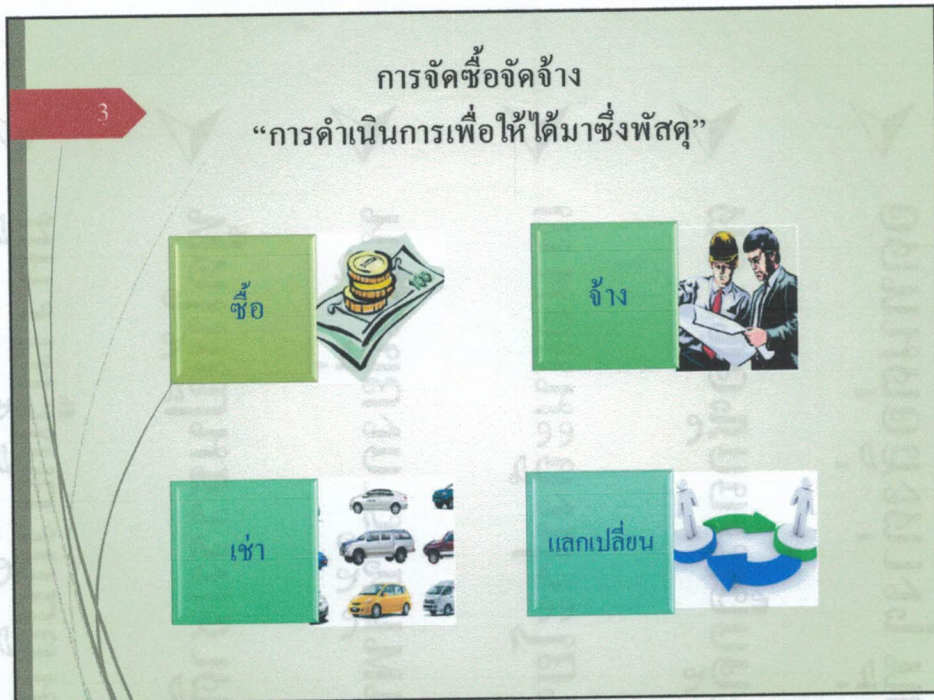 3
การจัดซื้อจัดจ้าง
“การดำเนินการเพื่อให้ได้มาซึ่งพัสดุ”
ซื้อ
จ้าง
เช่า
แลกเปลี่ยน